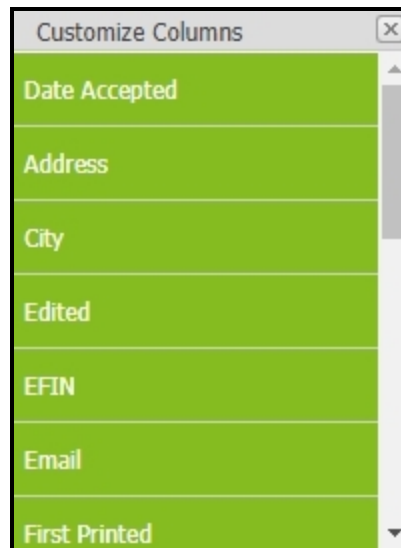 Customize Columns
Date Accepted
Address
City
Edited
EFIN
Email
First Printed